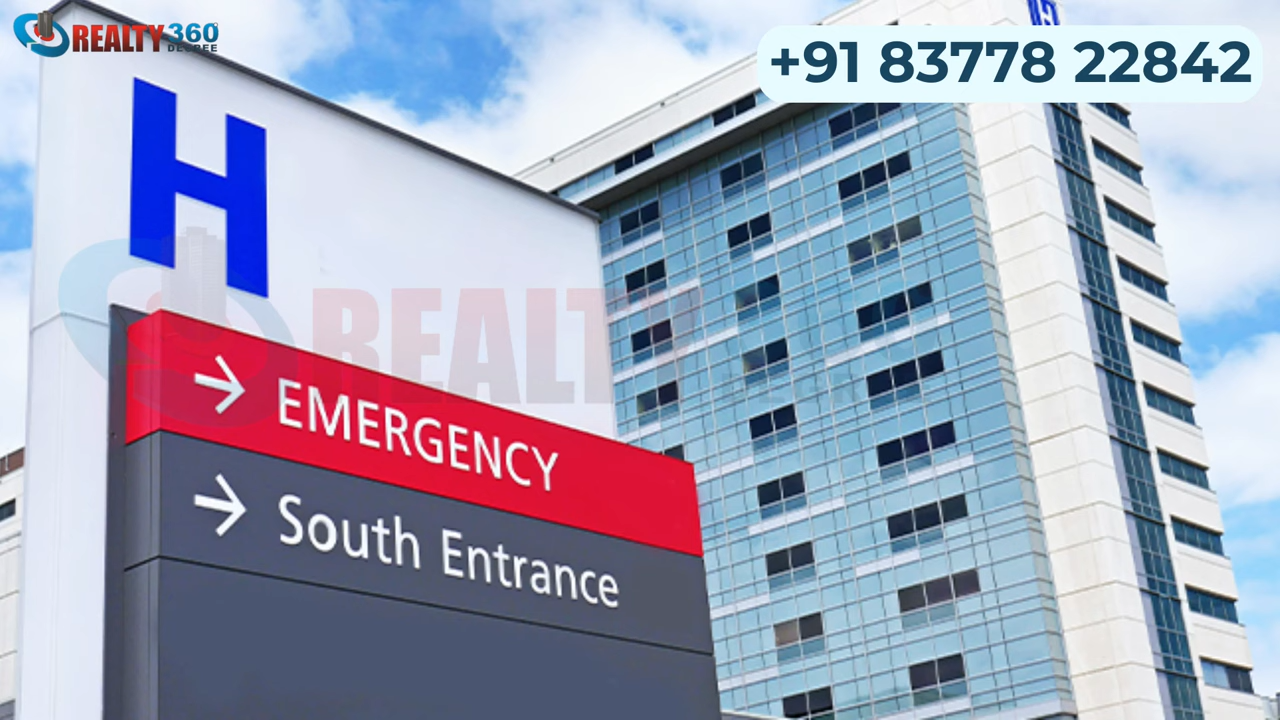 REALTY 360
DEGREE
+91 83778 22842
H
H
REALTY
EMERGENCY
South Entrance